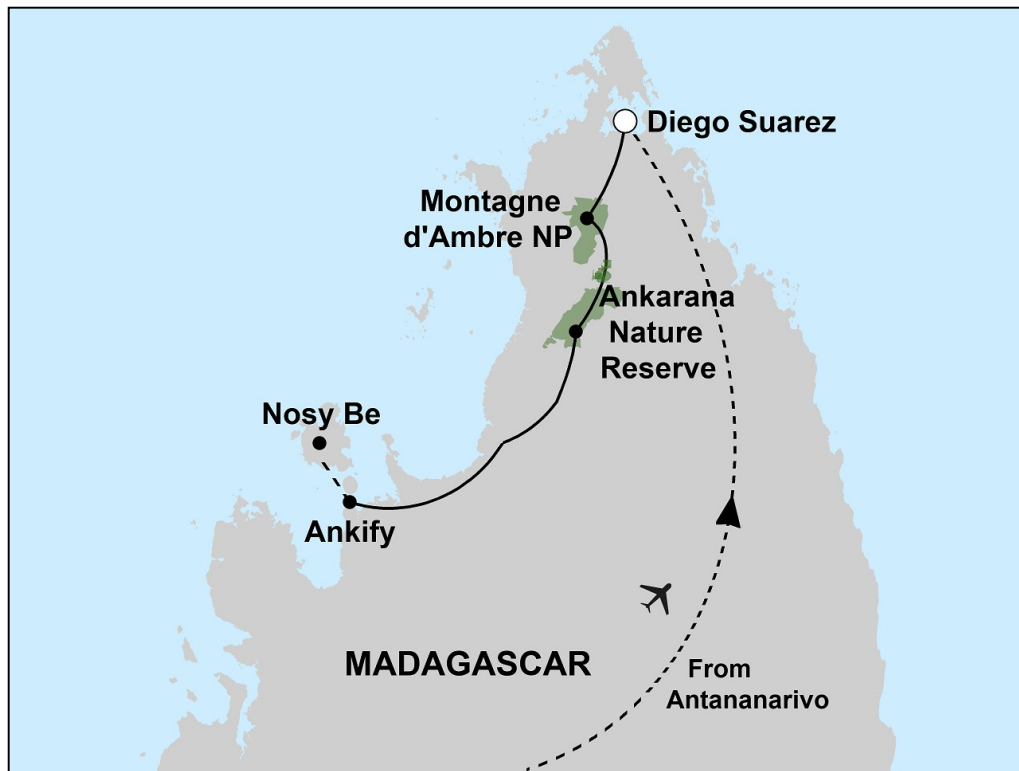 Diego Suarez
Montagne
d'Ambre NP
Ankarana
Nature
Reserve
Nosy Be
Ankify
MADAGASCAR
From
Antananarivo